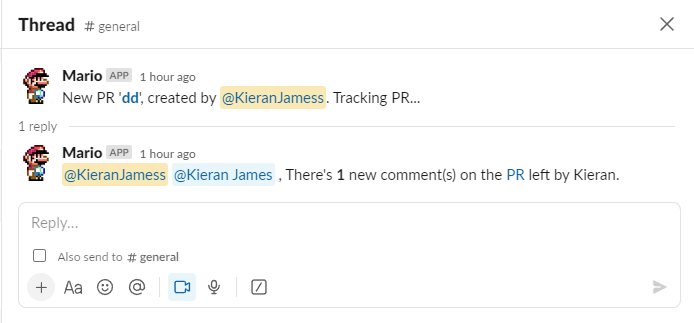 Thread # general
Mario APP 1 hour ago
New PR 'dd', created by @KieranJamess. Tracking PR...
1 reply
Mario APP 1 hour ago
@KieranJamess @Kieran James , There's 1 new comment(s) on the PR left by Kieran.
Reply...
Also send to # general
Aa